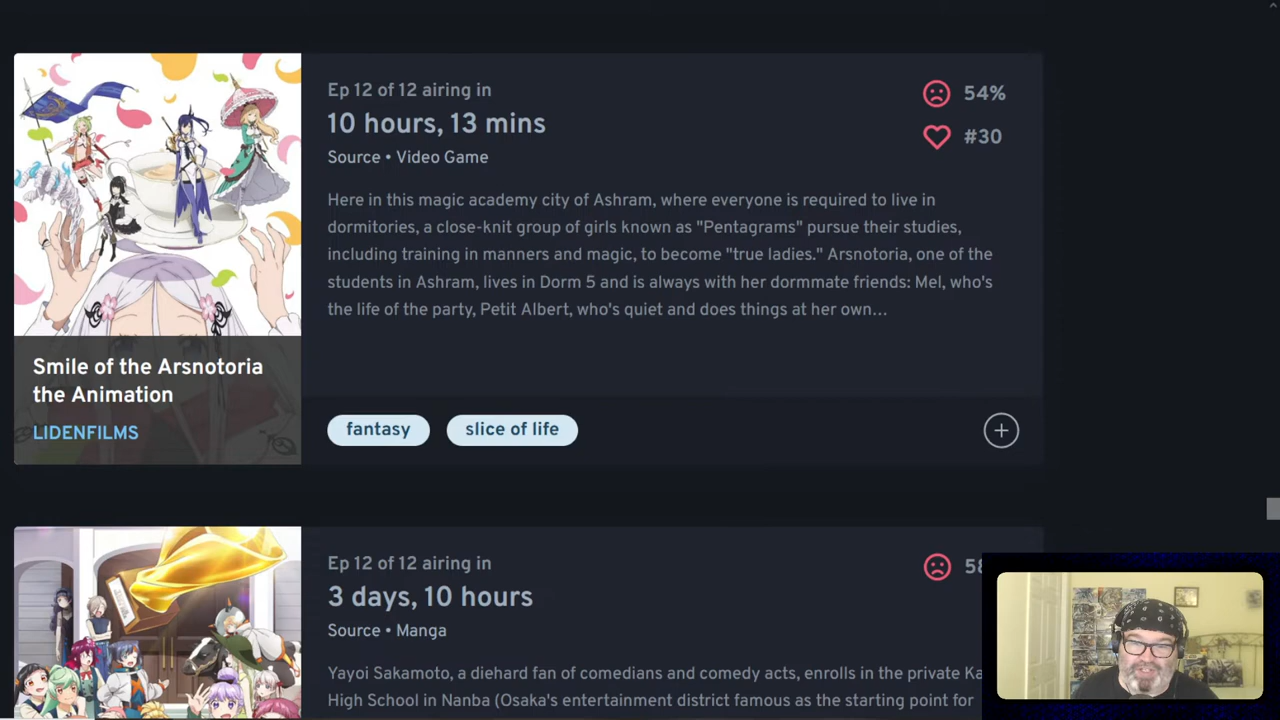 Ep 12 of 12 airing in
10 hours, 13 mins
Source • Video Game
54%
#30
Here in this magic academy city of Ashram, where everyone is required to live in
dormitories, a close-knit group of girls known as "Pentagrams" pursue their studies,
including training in manners and magic, to become "true ladies." Arsnotoria, one of the
students in Ashram, lives in Dorm 5 and is always with her dormmate friends: Mel, who's
the life of the party, Petit Albert, who's quiet and does things at her own…
Smile of the Arsnotoria
the Animation
LIDENFILMS
fantasy
slice of life
Ep 12 of 12 airing in
3 days, 10 hours
Source • Manga
Yayoi Sakamoto, a diehard fan of comedians and comedy acts, enrolls in the private
High School in Nanba (Osaka's entertainment district famous as the starting point for